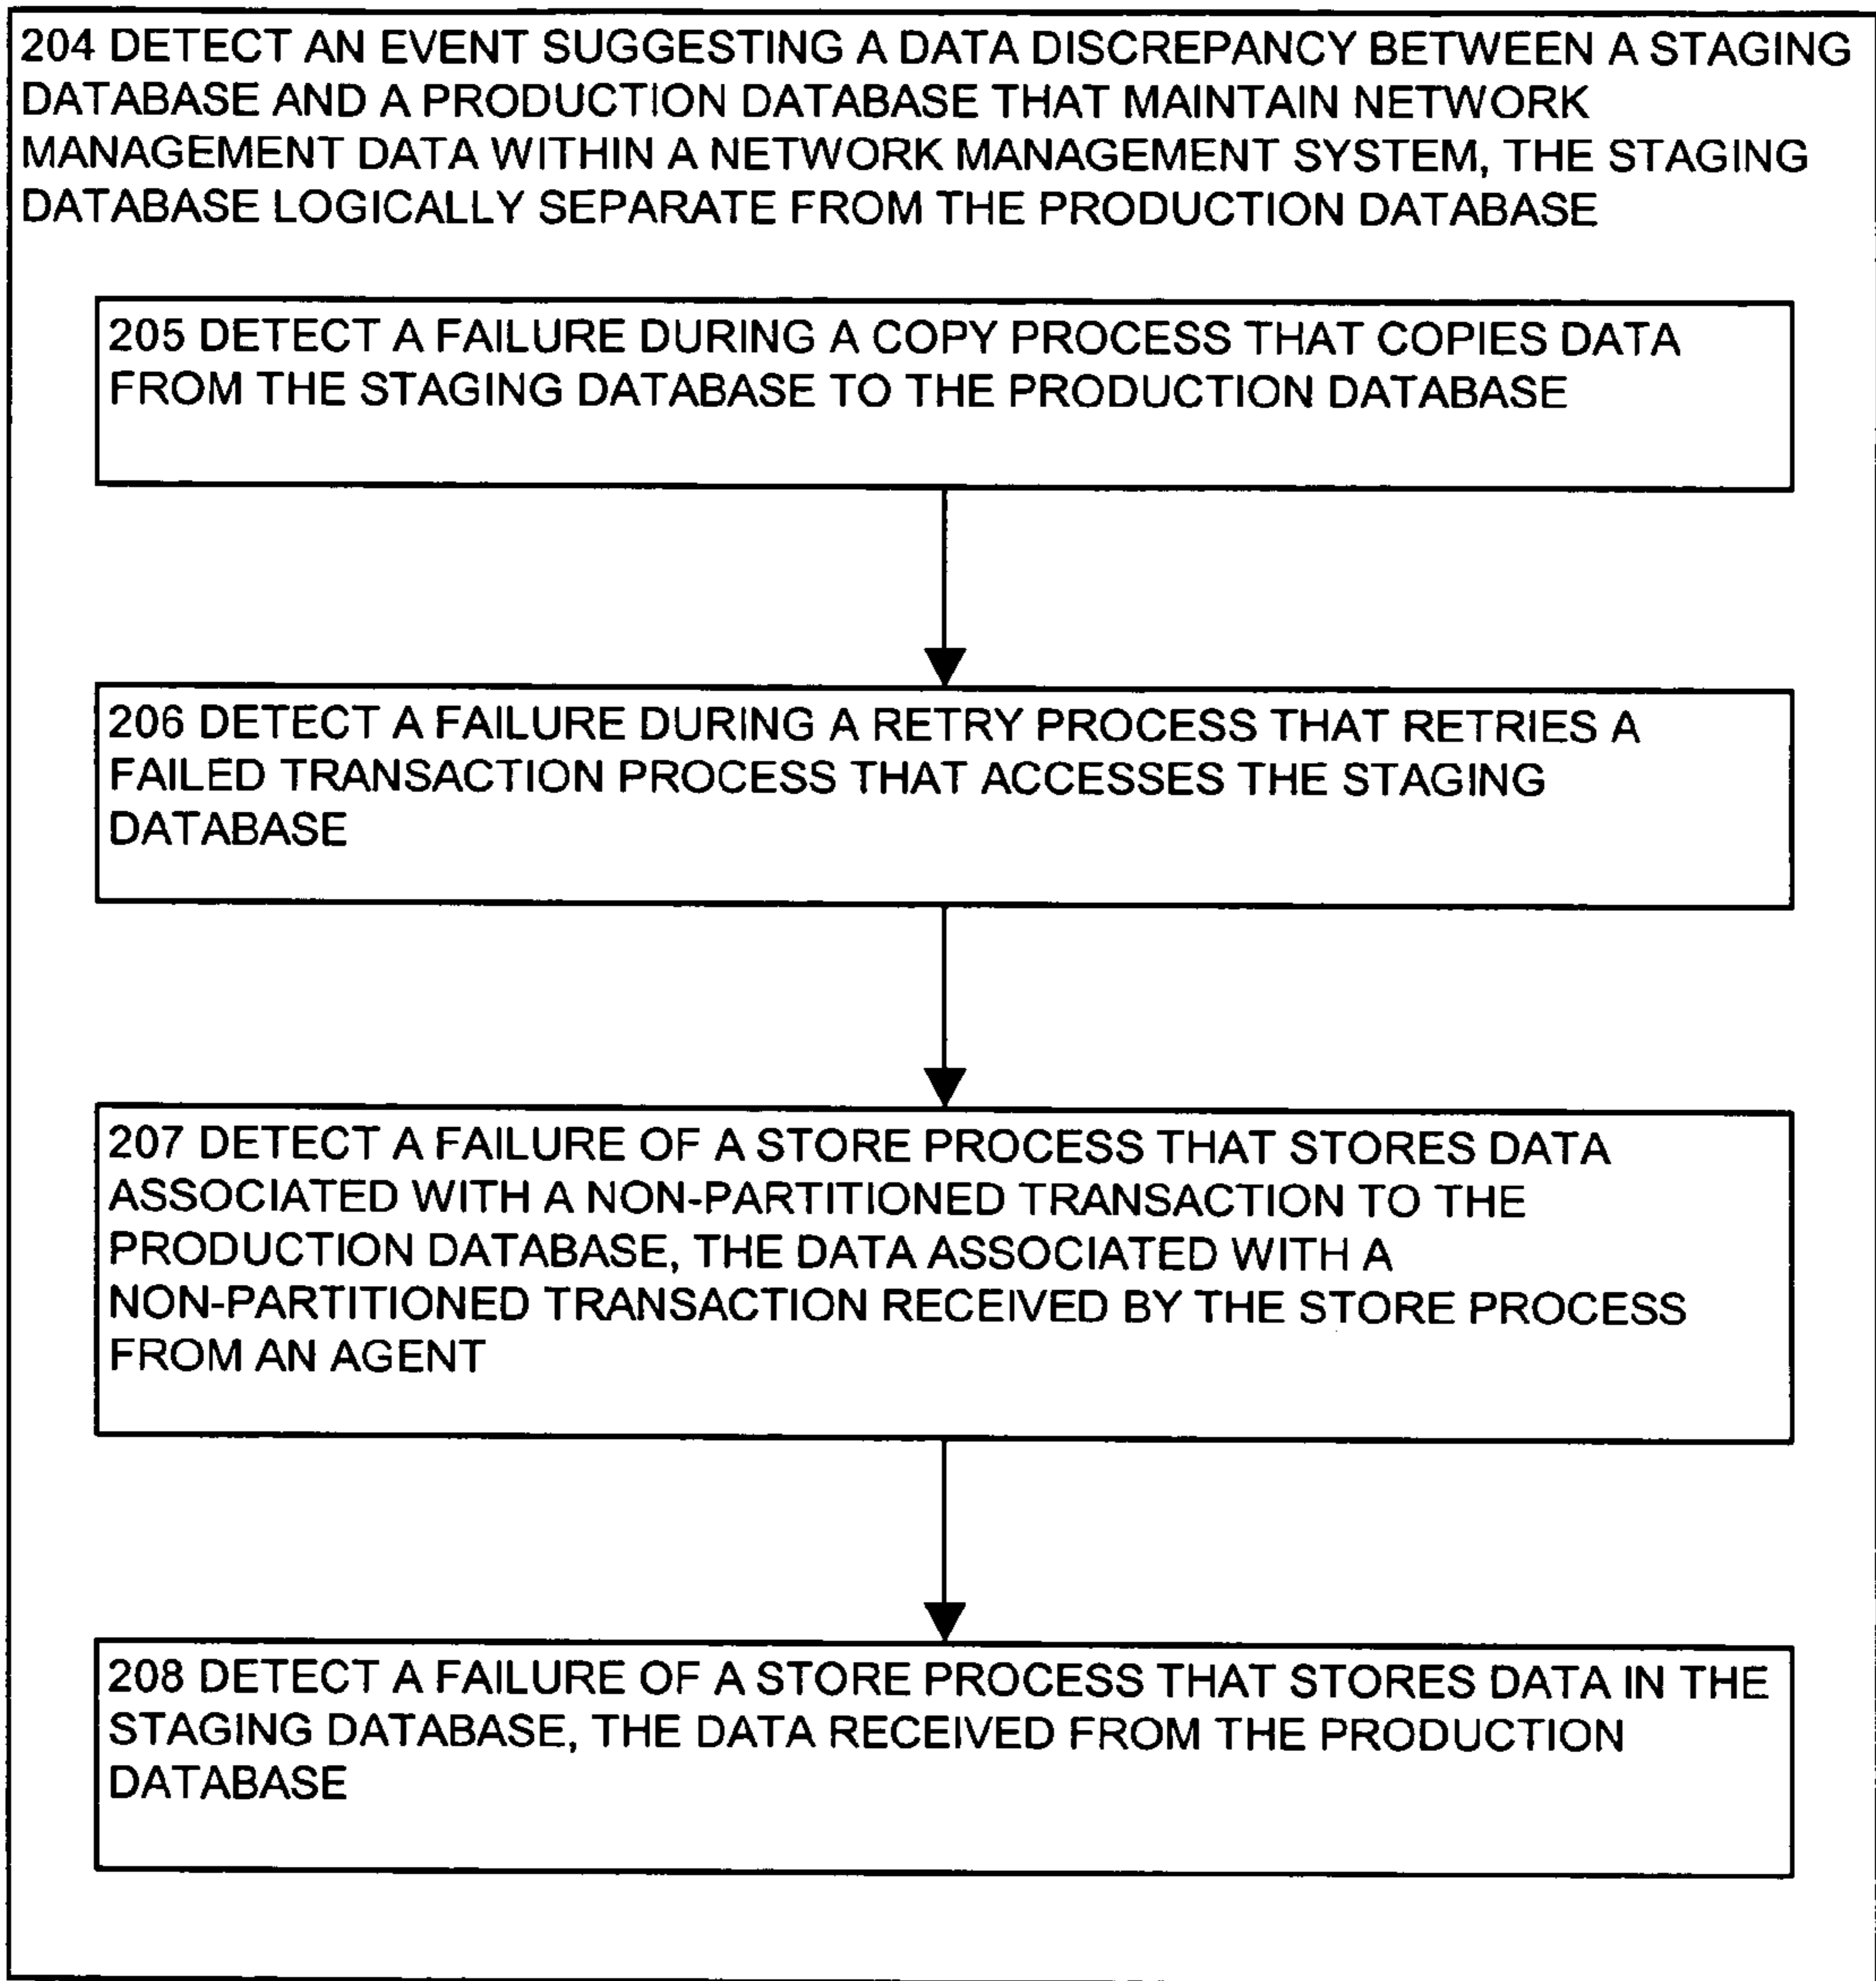 204 DETECT AN EVENT SUGGESTING A DATA DISCREPANCY BETWEEN A STAGING
DATABASE AND A PRODUCTION DATABASE THAT MAINTAIN NETWORK
MANAGEMENT DATA WITHIN A NETWORK MANAGEMENT SYSTEM, THE STAGING
DATABASE LOGICALLY SEPARATE FROM THE PRODUCTION DATABASE
205 DETECT A FAILURE DURING A COPY PROCESS THAT COPIES DATA
FROM THE STAGING DATABASE TO THE PRODUCTION DATABASE
206 DETECT A FAILURE DURING A RETRY PROCESS THAT RETRIES A
FAILED TRANSACTION PROCESS THAT ACCESSES THE STAGING
DATABASE
207 DETECT A FAILURE OF A STORE PROCESS THAT STORES DATA
ASSOCIATED WITH A NON-PARTITIONED TRANSACTION TO THE
PRODUCTION DATABASE, THE DATA ASSOCIATED WITH A
NON-PARTITIONED TRANSACTION RECEIVED BY THE STORE PROCESS
FROM AN AGENT
208 DETECT A FAILURE OF A STORE PROCESS THAT STORES DATA IN THE
STAGING DATABASE, THE DATA RECEIVED FROM THE PRODUCTION
DATABASE